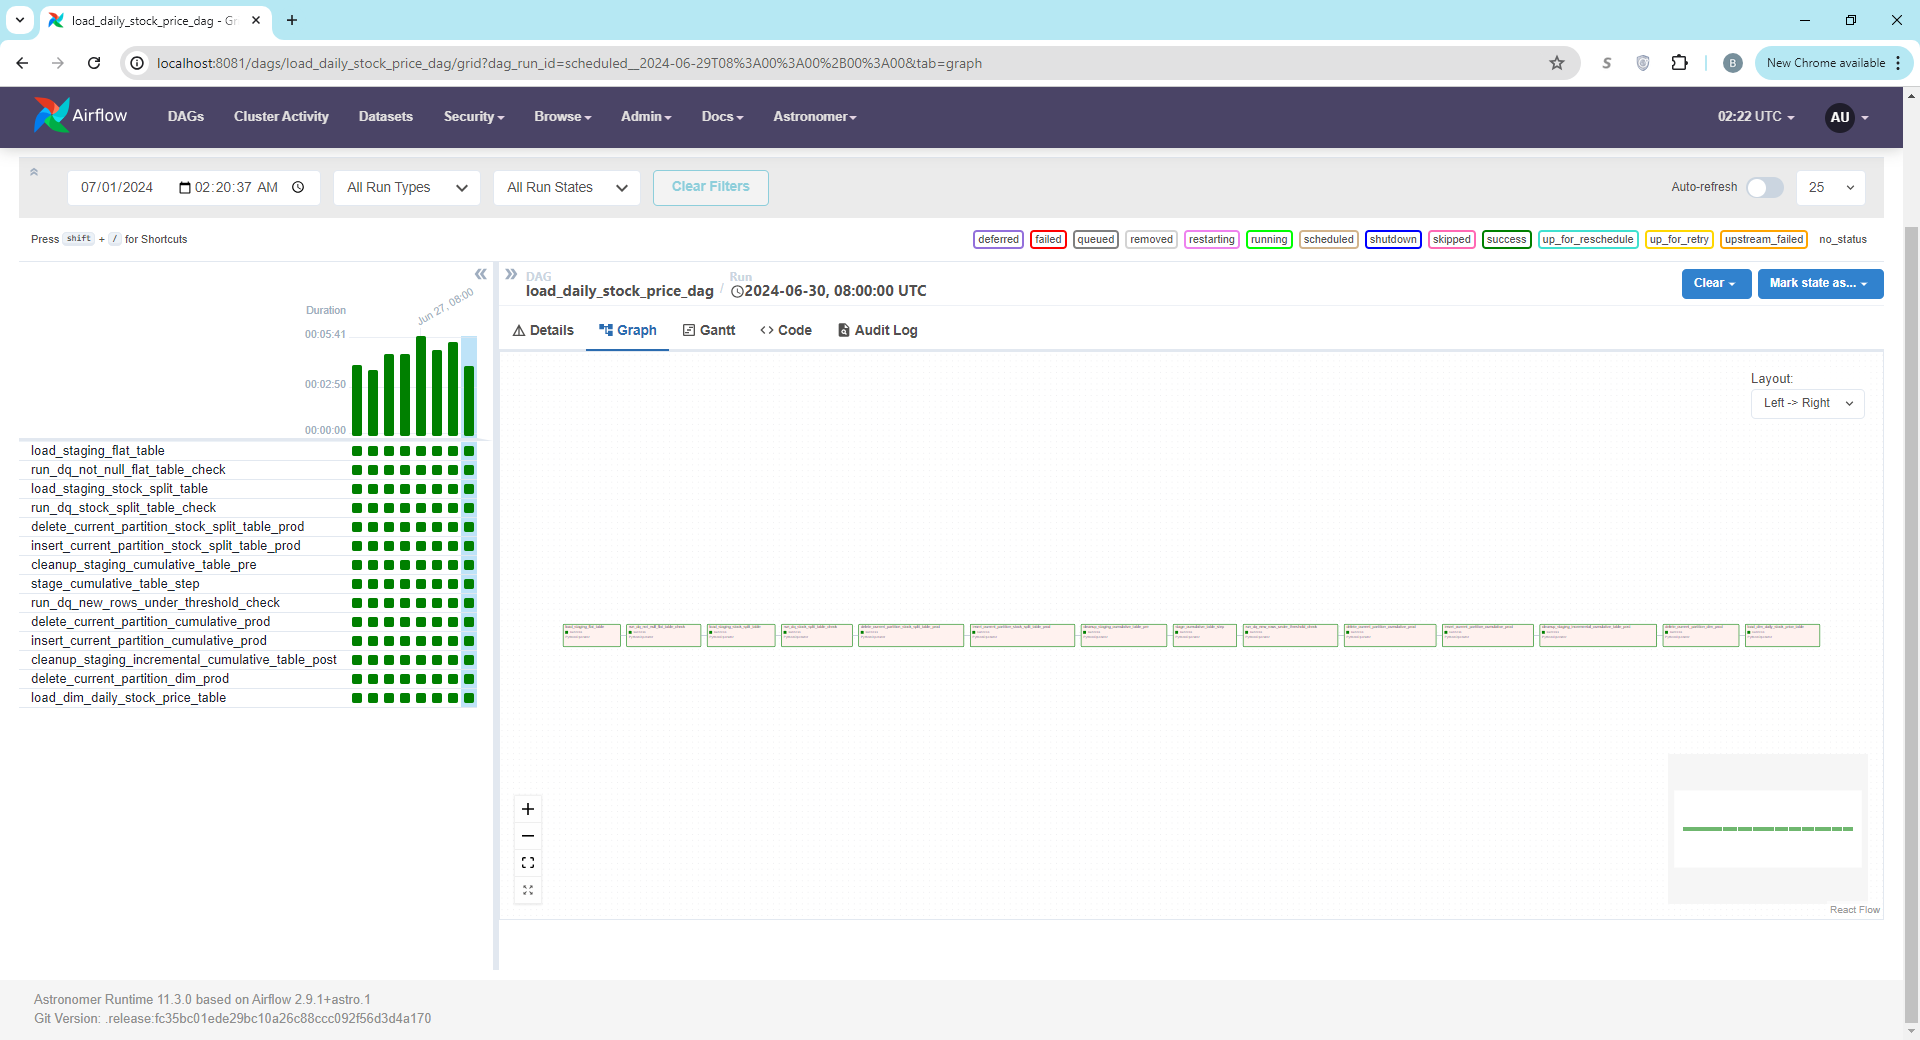 load_daily_stock_price_dag - Gr
localhost:8081/dags/load_daily_stock_price_dag/grid?dag_run_id=scheduled__2024-06-29T08%3A00%3A00%2B00%3A00&tab=graph
S
B
New Chrome available
Airflow
DAGs
Cluster Activity
Datasets
Security
Browse
Admin
Docs
Astronomer
02:22 UTC
AU
07/01/2024 02:20:37 AM
All Run Types
All Run States
Clear Filters
Auto-refresh
25
Press shift + / for Shortcuts
deferred
failed
queued
removed
restarting
running
scheduled
shutdown
skipped
success
up_for_reschedule
up_for_retry
upstream_failed
no_status
Duration
Jun 27, 08:00
00:05:41
00:02:50
00:00:00
load_staging_flat_table
run_dq_not_null_flat_table_check
load_staging_stock_split_table
run_dq_stock_split_table_check
delete_current_partition_stock_split_table_prod
insert_current_partition_stock_split_table_prod
cleanup_staging_cumulative_table_pre
stage_cumulative_table_step
run_dq_new_rows_under_threshold_check
delete_current_partition_cumulative_prod
insert_current_partition_cumulative_prod
cleanup_staging_incremental_cumulative_table_post
delete_current_partition_dim_prod
load_dim_daily_stock_price_table
DAG
load_daily_stock_price_dag
/
Run
2024-06-30, 08:00:00 UTC
Clear
Mark state as...
Details
Graph
Gantt
Code
Audit Log
Layout:
Left -> Right
React Flow
Astronomer Runtime 11.3.0 based on Airflow 2.9.1+astro.1
Git Version: .release:fc35bc01ede29bc10a26c88ccc092f56d3d4a170